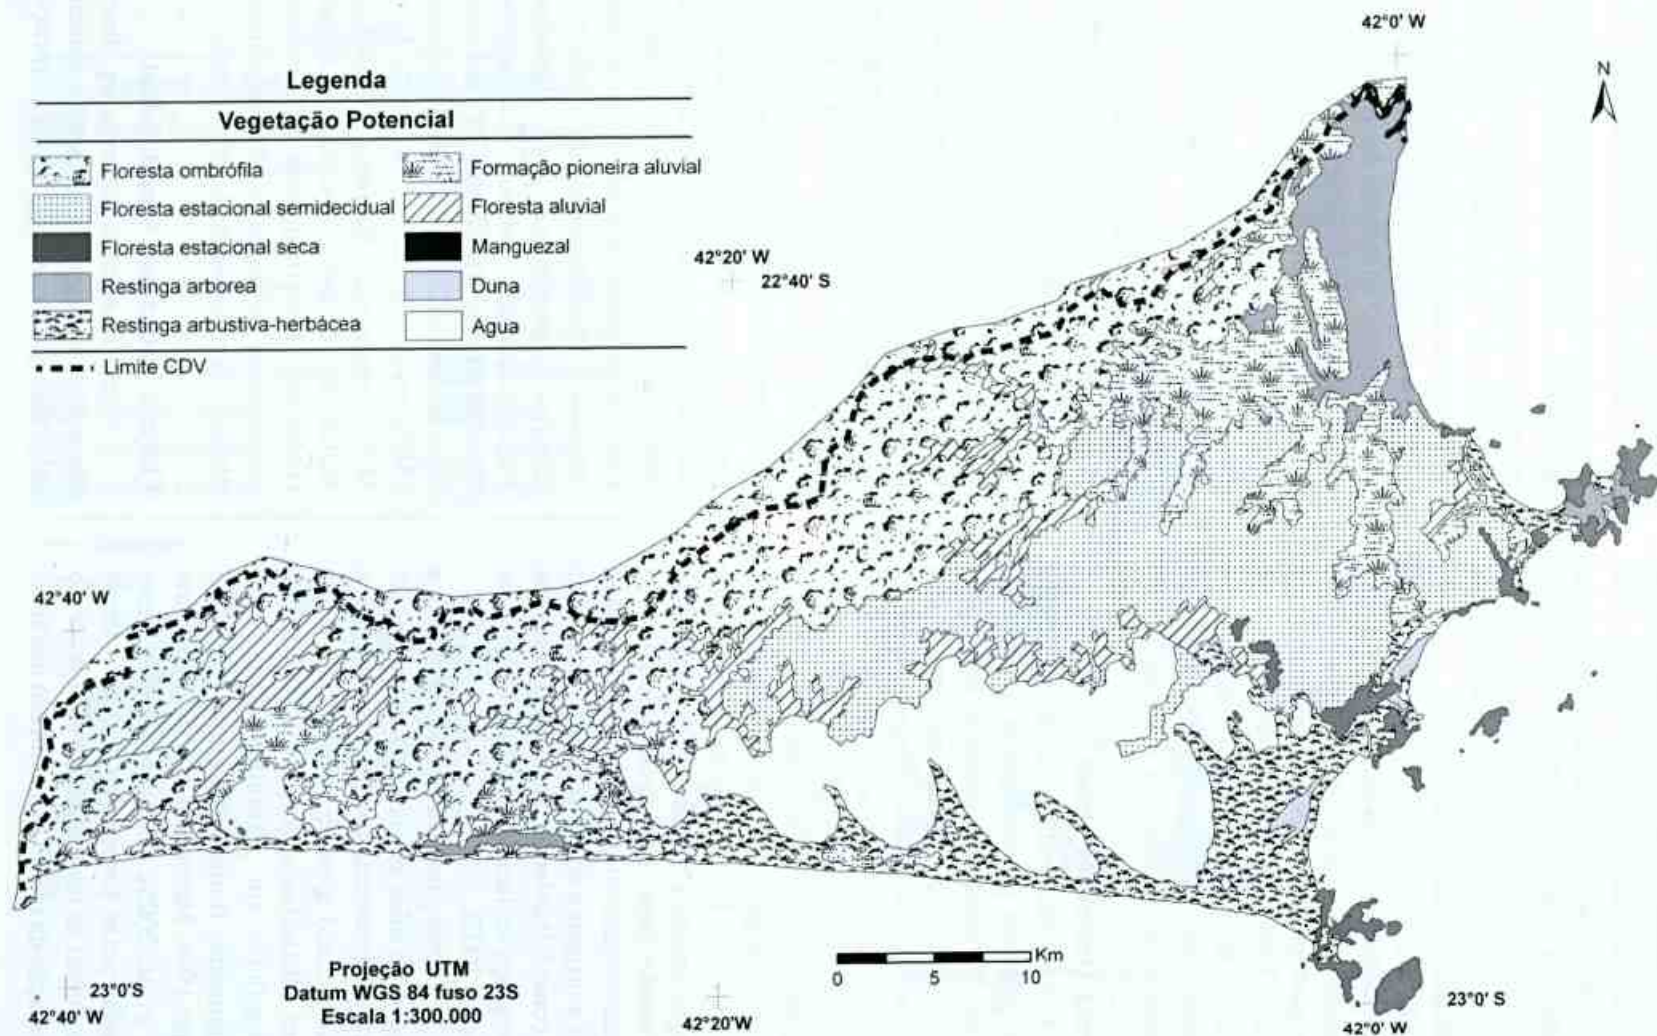 42°0' W
N
Legenda
Vegetação Potencial
Floresta ombrófila
Floresta estacional semidecidual
Floresta estacional seca
Restinga arborea
Restinga arbustiva-herbácea
Formação pioneira aluvial
Floresta aluvial
Manguezal
Duna
Agua
Limite CDV
42°20' W
22°40' S
42°40' W
Km
0 5 10
Projeção UTM
Datum WGS 84 fuso 23S
Escala 1:300.000
23°0'S
42°40' W
42°20'W
23°0' S
42°0' W